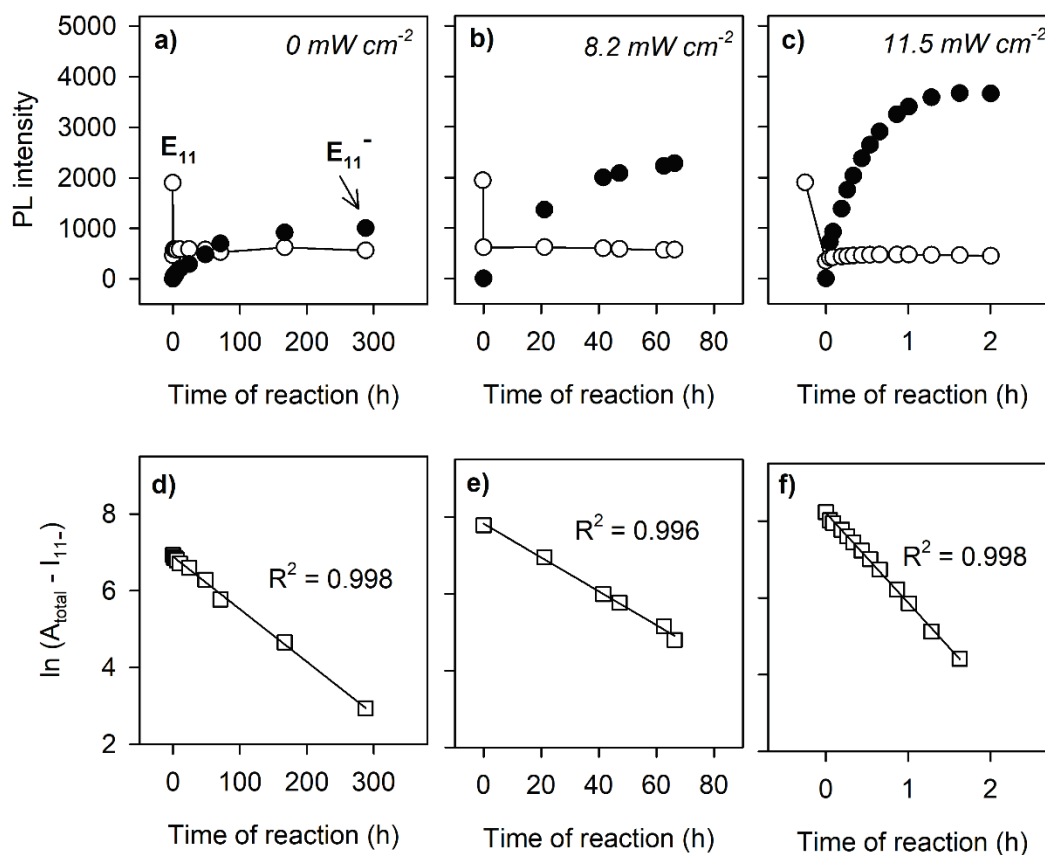 a) 0 mW cm⁻² b) 8.2 mW cm⁻² c) 11.5 mW cm⁻²
5000
4000
3000
2000
1000
0
PL intensity
E₁₁
E₁₁⁻
0 100 200 300
0 20 40 60 80
0 1 2
Time of reaction (h) Time of reaction (h) Time of reaction (h)
d) e) f)
8
6
4
2
ln (A_total - I₁₁₋)
R² = 0.998
R² = 0.996
R² = 0.998
0 100 200 300
0 20 40 60 80
0 1 2
Time of reaction (h) Time of reaction (h) Time of reaction (h)